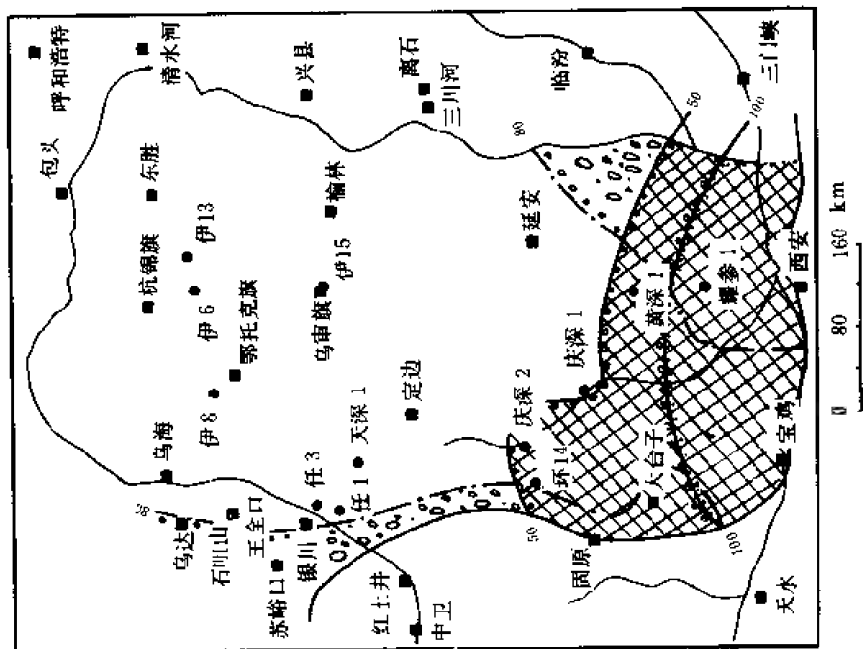 呼和浩特
清水河
包头
东胜
杭锦旗
伊13
伊6
鄂托克旗
伊8
乌海
乌达
石嘴山
王全口
苏峪口
银川
任3
任1
天深1
兴县
离石
三川河
榆林
伊15
乌审旗
定边
红土井
中卫
临汾
80
延安
庆深1
庆深2
环14
50
固原
三门峡
50
100
黄深1
耀参1
大台子
100
西安
宝鸡
天水
0
80
160 km